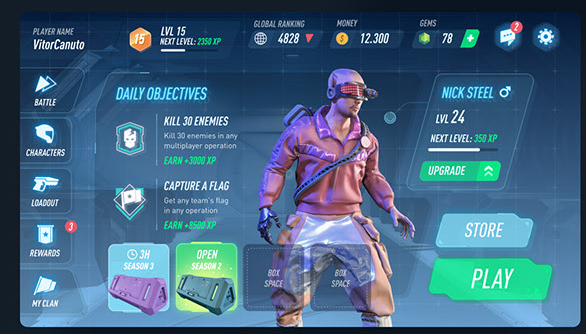 PLAYER NAME
VitorCanuto
15
LVL 15
NEXT LEVEL: 2350 XP
GLOBAL RANKING
4828
MONEY
12.300
GEMS
78
+
2
BATTLE
CHARACTERS
LOADOUT
3
REWARDS
MY CLAN
DAILY OBJECTIVES
KILL 30 ENEMIES
Kill 30 enemies in any
multiplayer operation
EARN +3000 XP
CAPTURE A FLAG
Get any team's flag
in any operation
EARN +8500 XP
3H
SEASON 3
OPEN
SEASON 2
BOX
SPACE
BOX
SPACE
NICK STEEL
LVL 24
NEXT LEVEL: 350 XP
UPGRADE
STORE
PLAY